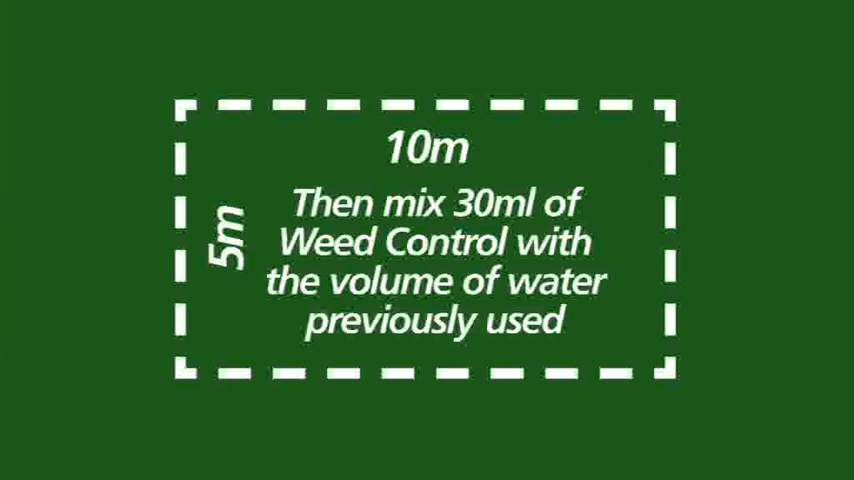 10m
5m
Then mix 30ml of
Weed Control with
the volume of water
previously used